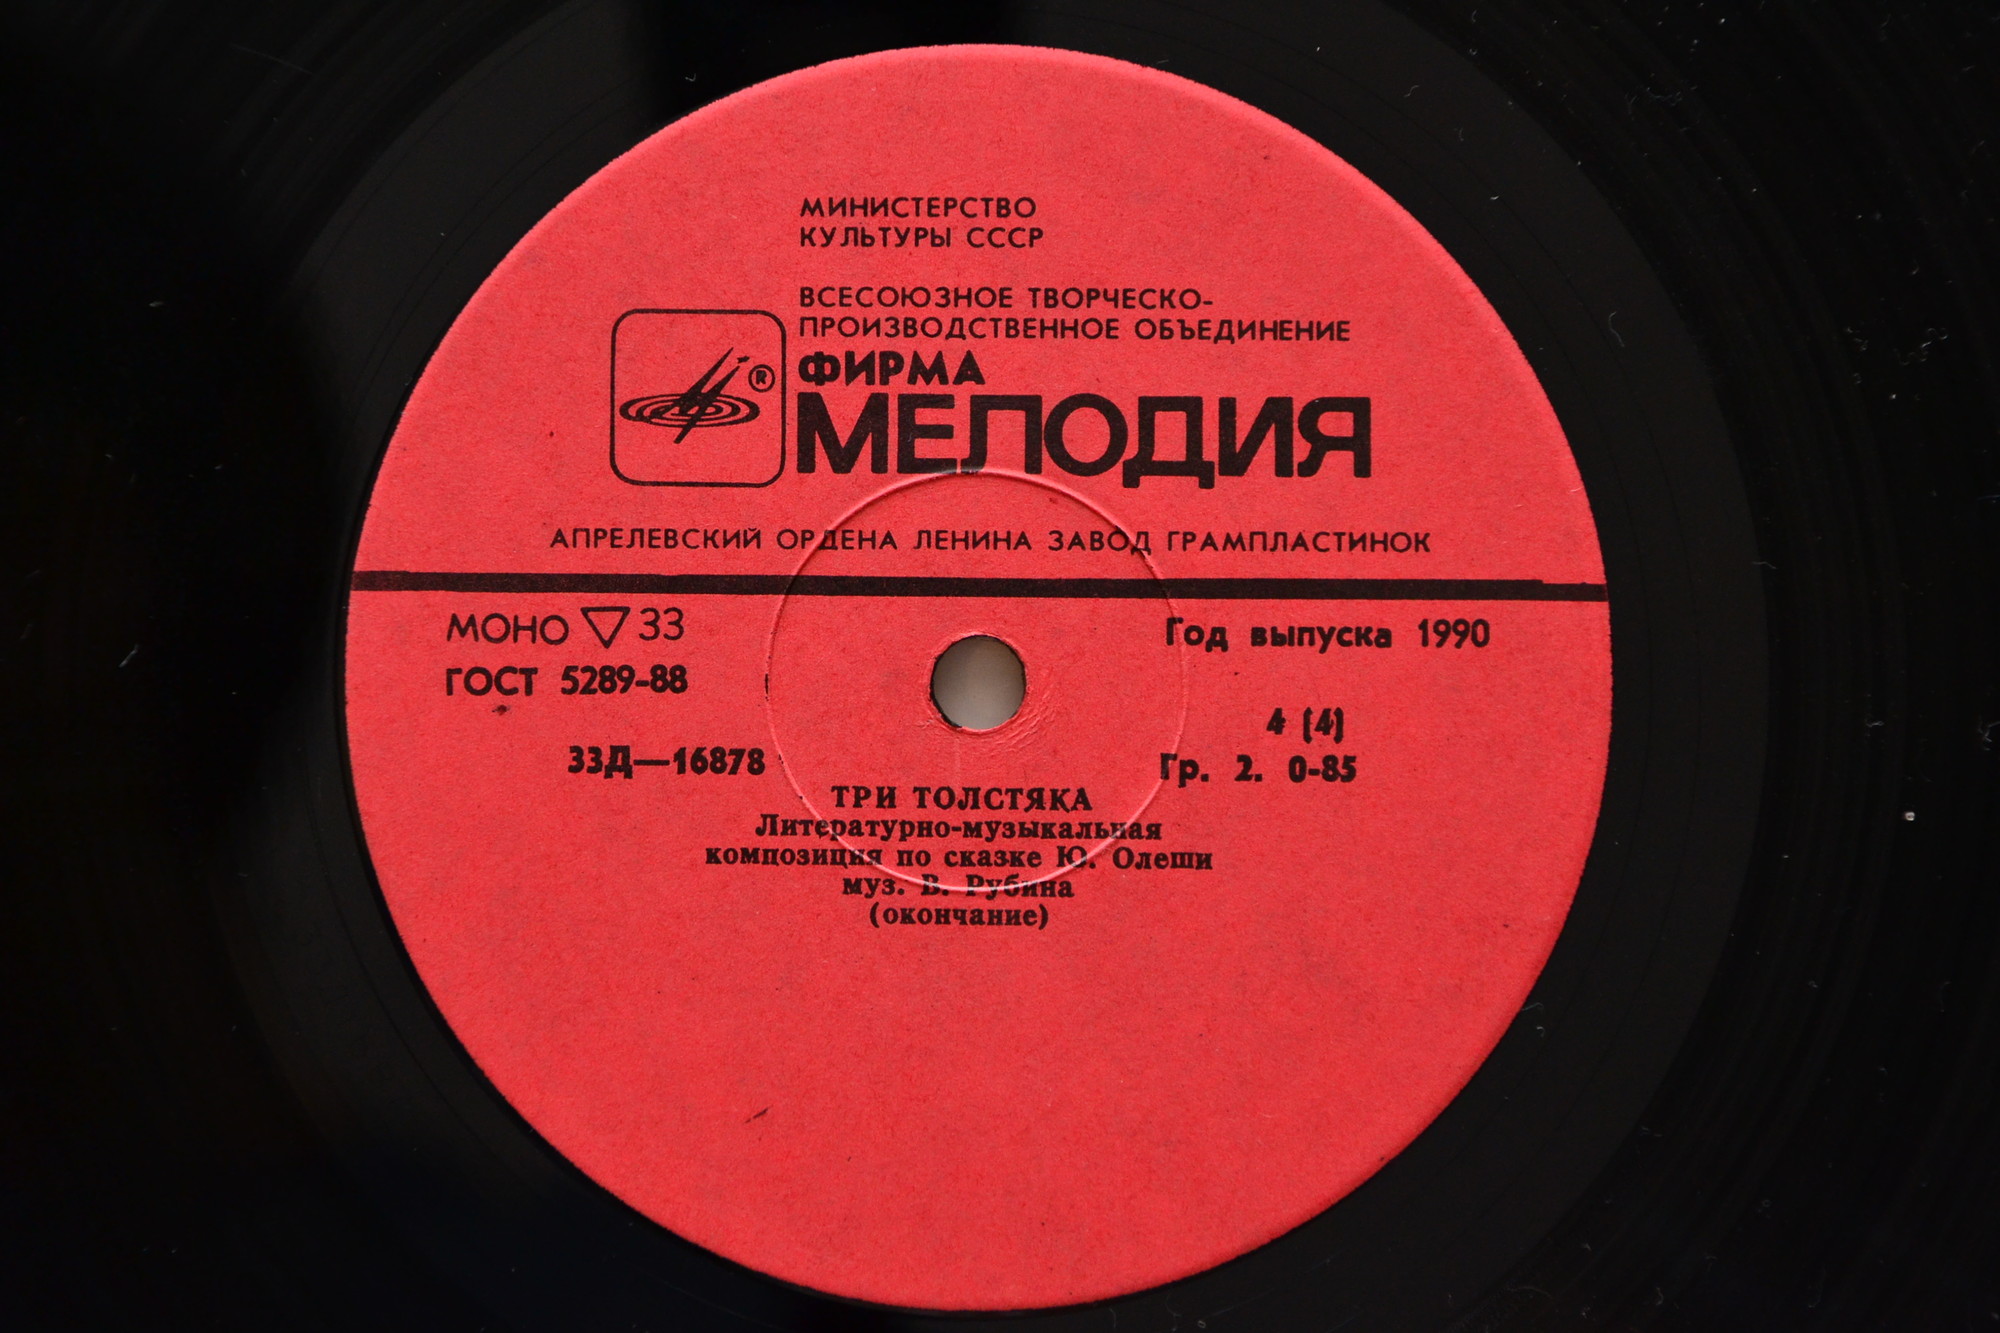 МИНИСТЕРСТВО
КУЛЬТУРЫ СССР
ВСЕСОЮЗНОЕ ТВОРЧЕСКО-
ПРОИЗВОДСТВЕННОЕ ОБЪЕДИНЕНИЕ
ФИРМА
®
МЕЛОДИЯ
АПРЕЛЕВСКИЙ ОРДЕНА ЛЕНИНА ЗАВОД ГРАМПЛАСТИНОК
МОНО ▽ 33
Год выпуска 1990
ГОСТ 5289-88
4 (4)
33Д—16878
Гр. 2. 0-85
ТРИ ТОЛСТЯКА
Литературно-музыкальная
композиция по сказке Ю. Олеши
муз. В. Рубина
(окончание)